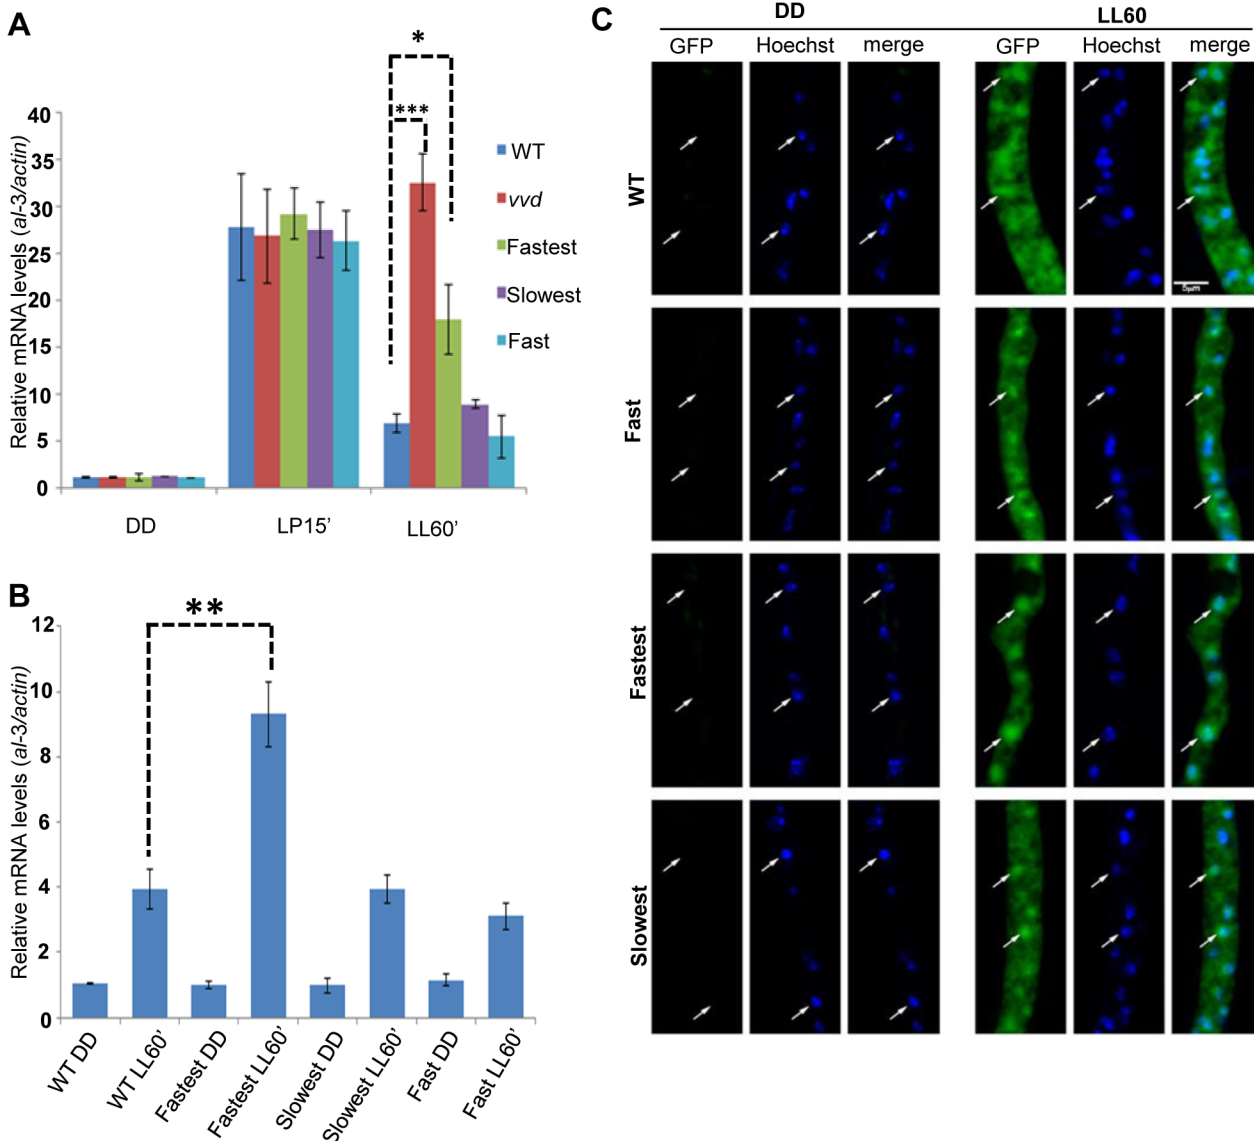 A
*
***
40
35
30
25
20
15
10
5
0
Relative mRNA levels (al-3/actin)
WT
vvd
Fastest
Slowest
Fast
DD
LP15’
LL60’
B
**
12
10
8
6
4
2
0
Relative mRNA levels (al-3/actin)
WT DD
WT LL60’
Fastest DD
Fastest LL60’
Slowest DD
Slowest LL60’
Fast DD
Fast LL60’
C
DD
LL60
GFP
Hoechst
merge
GFP
Hoechst
merge
WT
5µm
Fast
Fastest
Slowest